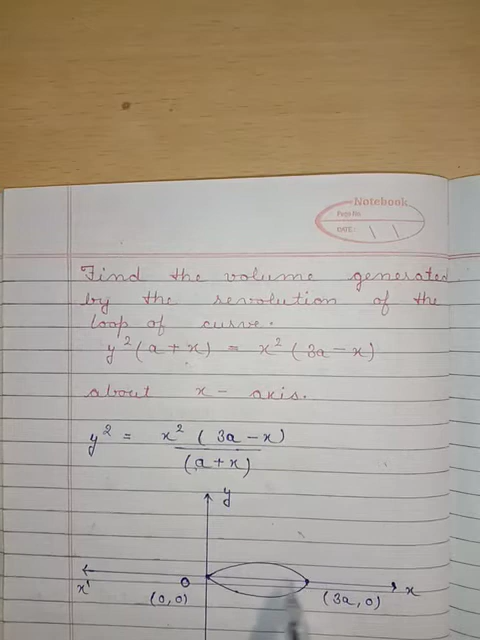 Notebook
Page No.
DATE: \ \
Find the volume generated
by the revolution of the
loop of curve.
y²(a+x) = x²(3a-x)
about x-axis.
y² = x²(3a-x)
(a+x)
y
x' O x
(0,0) (3a,0)